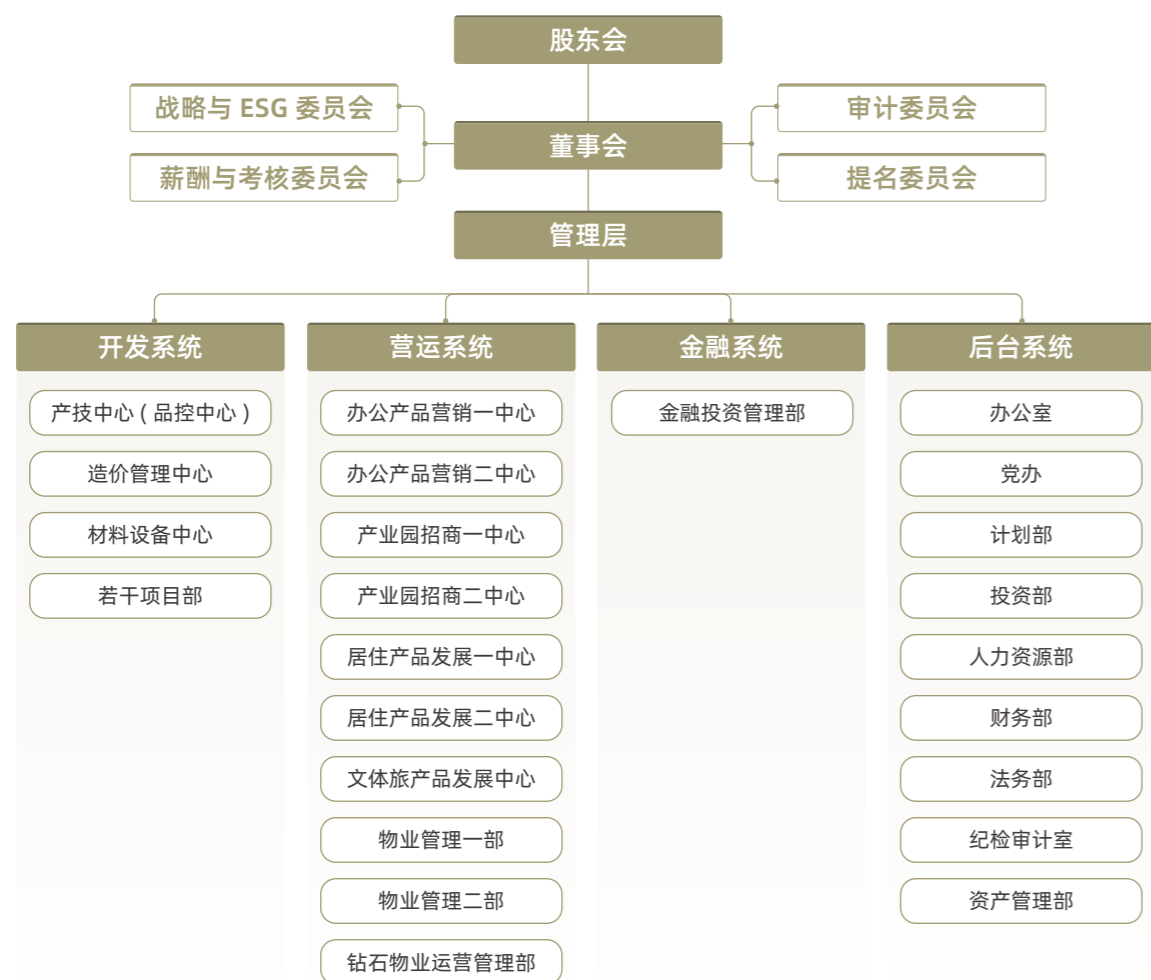 股东会
战略与 ESG 委员会
审计委员会
董事会
薪酬与考核委员会
提名委员会
管理层
开发系统
产技中心 ( 品控中心 )
造价管理中心
材料设备中心
若干项目部
营运系统
办公产品营销一中心
办公产品营销二中心
产业园招商一中心
产业园招商二中心
居住产品发展一中心
居住产品发展二中心
文体旅产品发展中心
物业管理一部
物业管理二部
钻石物业运营管理部
金融系统
金融投资管理部
后台系统
办公室
党办
计划部
投资部
人力资源部
财务部
法务部
纪检审计室
资产管理部